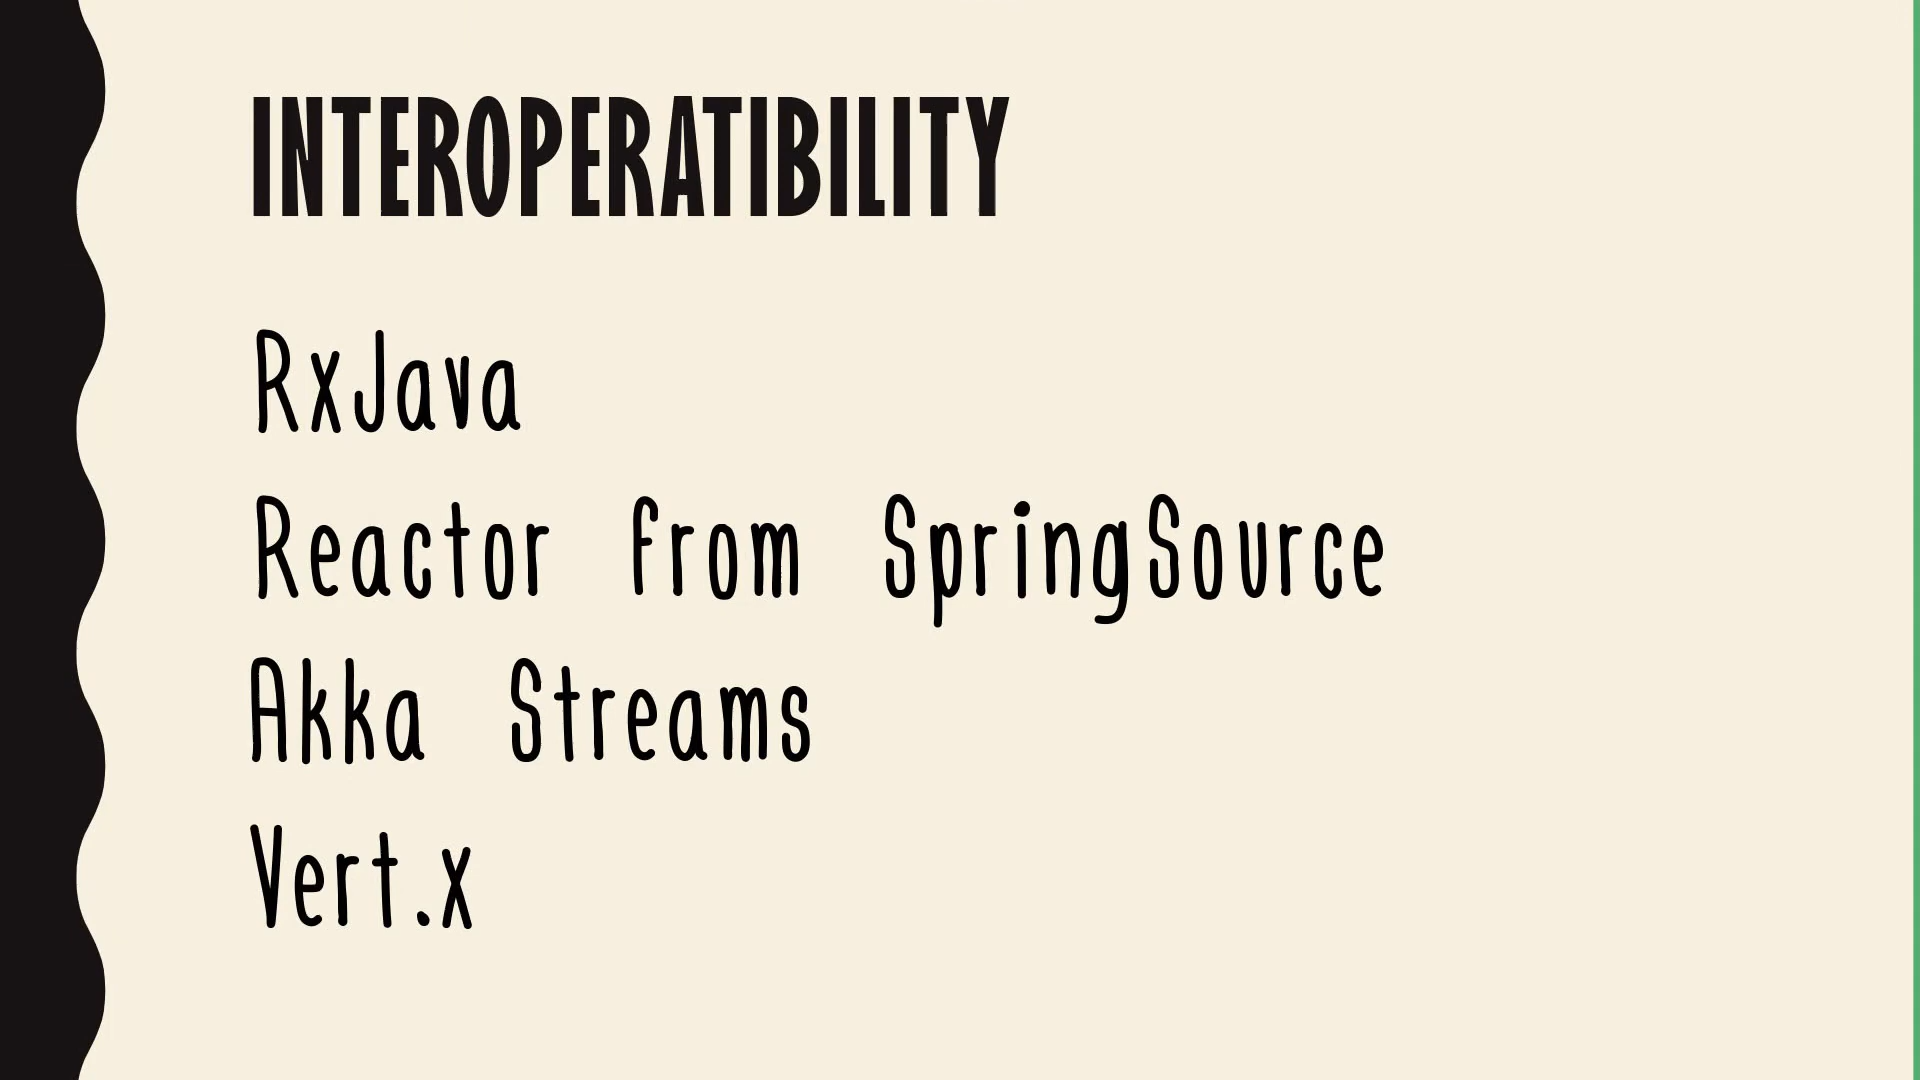 INTEROPERATIBILITY
RxJava
Reactor from SpringSource
Akka Streams
Vert.x